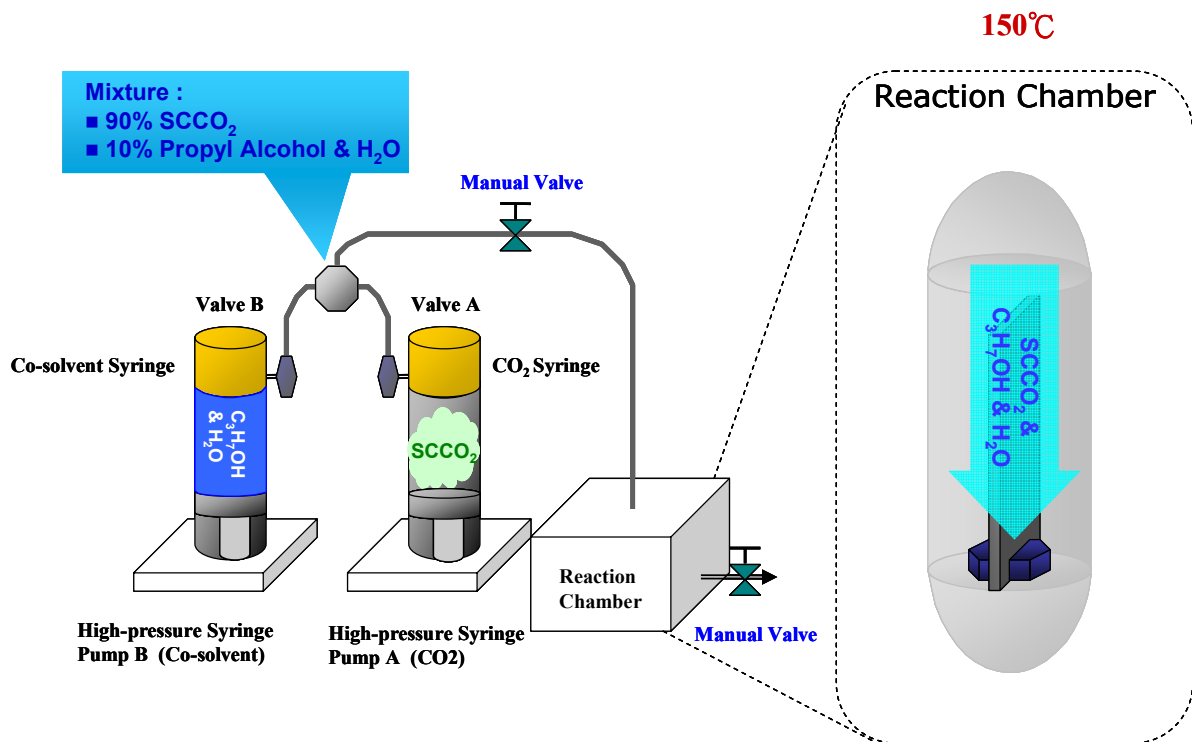 150℃
Reaction Chamber
Mixture :
■ 90% SCCO₂
■ 10% Propyl Alcohol & H₂O
Manual Valve
Valve B
Valve A
Co-solvent Syringe
CO₂ Syringe
C₃H₇OH
& H₂O
SCCO₂
SCCO₂ &
C₃H₇OH & H₂O
Reaction
Chamber
Manual Valve
High-pressure Syringe
Pump B (Co-solvent)
High-pressure Syringe
Pump A (CO2)